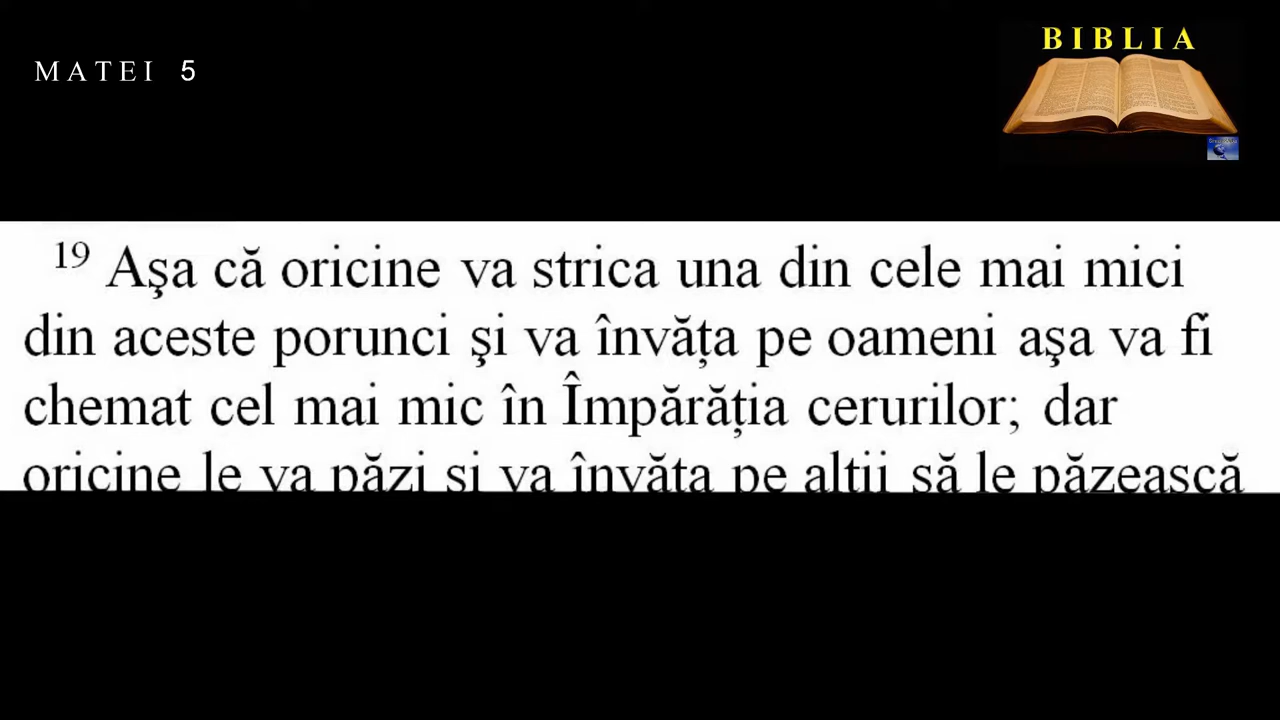 BIBLIA
MATEI 5
19 Aşa că oricine va strica una din cele mai mici
din aceste porunci şi va învăța pe oameni aşa va fi
chemat cel mai mic în Împărăția cerurilor; dar
oricine le va păzi şi va învăța pe alții să le păzească